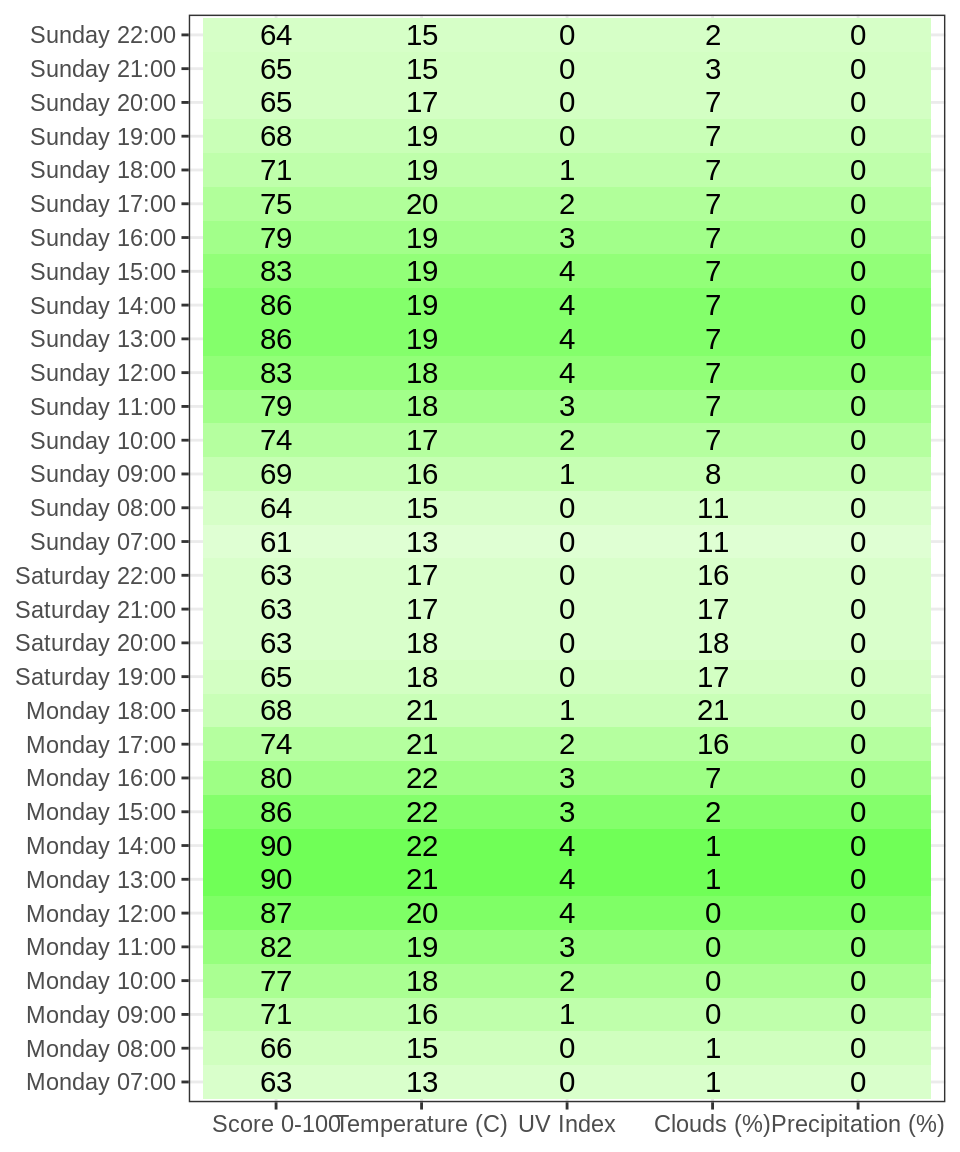 Sunday 22:00 64 15 0 2 0
Sunday 21:00 65 15 0 3 0
Sunday 20:00 65 17 0 7 0
Sunday 19:00 68 19 0 7 0
Sunday 18:00 71 19 1 7 0
Sunday 17:00 75 20 2 7 0
Sunday 16:00 79 19 3 7 0
Sunday 15:00 83 19 4 7 0
Sunday 14:00 86 19 4 7 0
Sunday 13:00 86 19 4 7 0
Sunday 12:00 83 18 4 7 0
Sunday 11:00 79 18 3 7 0
Sunday 10:00 74 17 2 7 0
Sunday 09:00 69 16 1 8 0
Sunday 08:00 64 15 0 11 0
Sunday 07:00 61 13 0 11 0
Saturday 22:00 63 17 0 16 0
Saturday 21:00 63 17 0 17 0
Saturday 20:00 63 18 0 18 0
Saturday 19:00 65 18 0 17 0
Monday 18:00 68 21 1 21 0
Monday 17:00 74 21 2 16 0
Monday 16:00 80 22 3 7 0
Monday 15:00 86 22 3 2 0
Monday 14:00 90 22 4 1 0
Monday 13:00 90 21 4 1 0
Monday 12:00 87 20 4 0 0
Monday 11:00 82 19 3 0 0
Monday 10:00 77 18 2 0 0
Monday 09:00 71 16 1 0 0
Monday 08:00 66 15 0 1 0
Monday 07:00 63 13 0 1 0
Score 0-100 Temperature (C) UV Index Clouds (%) Precipitation (%)